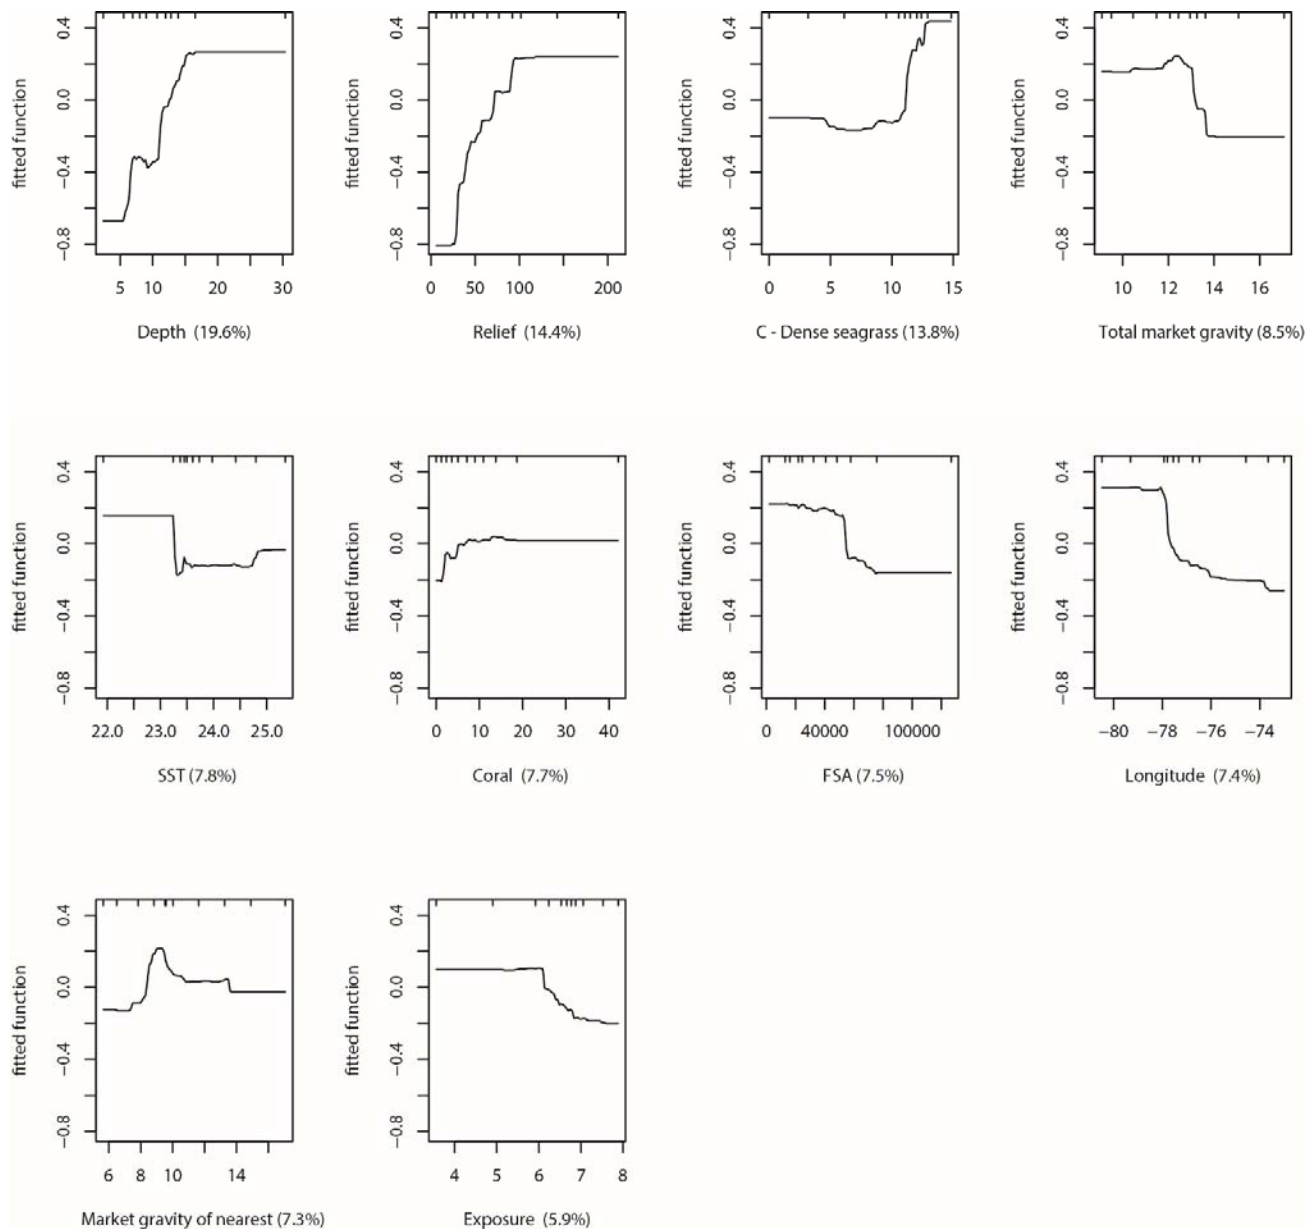 fitted function
0.4
0.0
−0.4
−0.8
5 10 20 30
Depth (19.6%)
fitted function
0.4
0.0
−0.4
−0.8
0 50 100 200
Relief (14.4%)
fitted function
0.4
0.0
−0.4
−0.8
0 5 10 15
C - Dense seagrass (13.8%)
fitted function
0.4
0.0
−0.4
−0.8
10 12 14 16
Total market gravity (8.5%)
fitted function
0.4
0.0
−0.4
−0.8
22.0 23.0 24.0 25.0
SST (7.8%)
fitted function
0.4
0.0
−0.4
−0.8
0 10 20 30 40
Coral (7.7%)
fitted function
0.4
0.0
−0.4
−0.8
0 40000 100000
FSA (7.5%)
fitted function
0.4
0.0
−0.4
−0.8
−80 −78 −76 −74
Longitude (7.4%)
fitted function
0.4
0.0
−0.4
−0.8
6 8 10 14
Market gravity of nearest (7.3%)
fitted function
0.4
0.0
−0.4
−0.8
4 5 6 7 8
Exposure (5.9%)